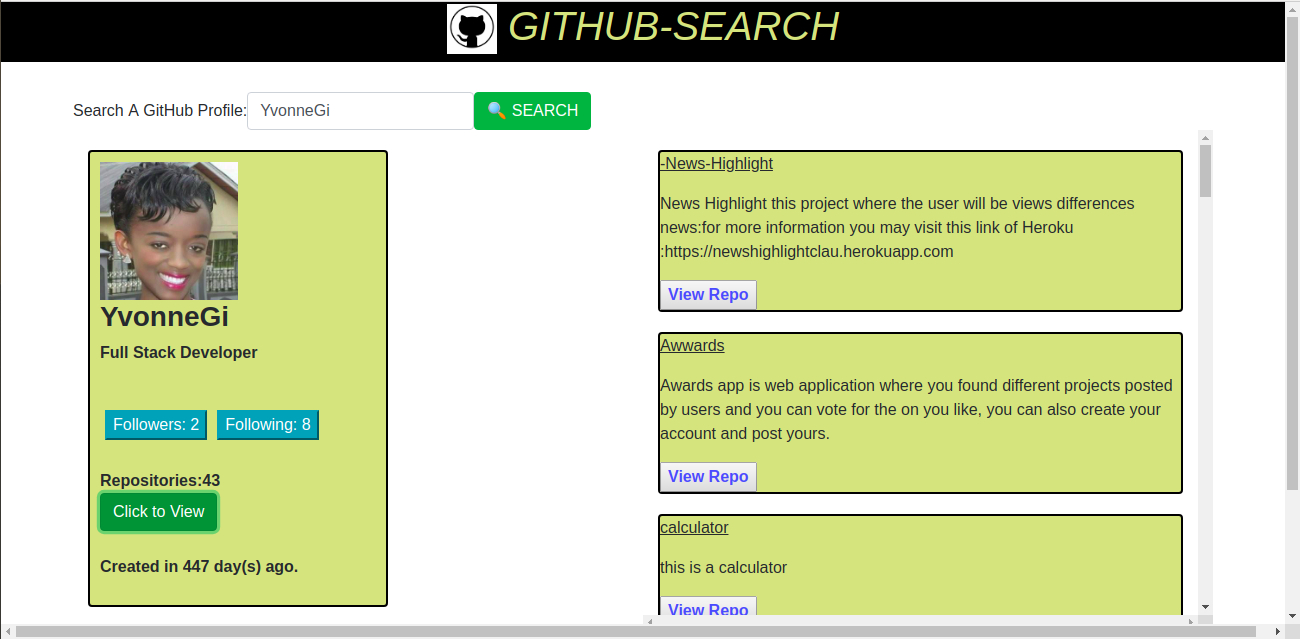 GITHUB-SEARCH
Search A GitHub Profile: YvonneGi 🔍 SEARCH
YvonneGi
Full Stack Developer
Followers: 2 Following: 8
Repositories:43
Click to View
Created in 447 day(s) ago.
-News-Highlight
News Highlight this project where the user will be views differences
news:for more information you may visit this link of Heroku
:https://newshighlightclau.herokuapp.com
View Repo
Awwards
Awards app is web application where you found different projects posted
by users and you can vote for the on you like, you can also create your
account and post yours.
View Repo
calculator
this is a calculator
View Repo